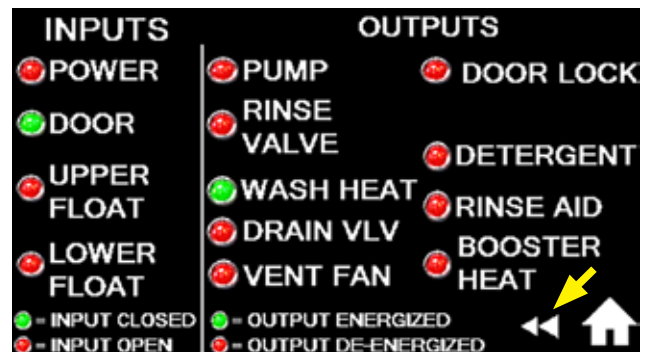 INPUTS
POWER
DOOR
UPPER
FLOAT
LOWER
FLOAT
= INPUT CLOSED
= INPUT OPEN
OUTPUTS
PUMP
RINSE
VALVE
WASH HEAT
DRAIN VLV
VENT FAN
DOOR LOCK
DETERGENT
RINSE AID
BOOSTER
HEAT
= OUTPUT ENERGIZED
= OUTPUT DE-ENERGIZED